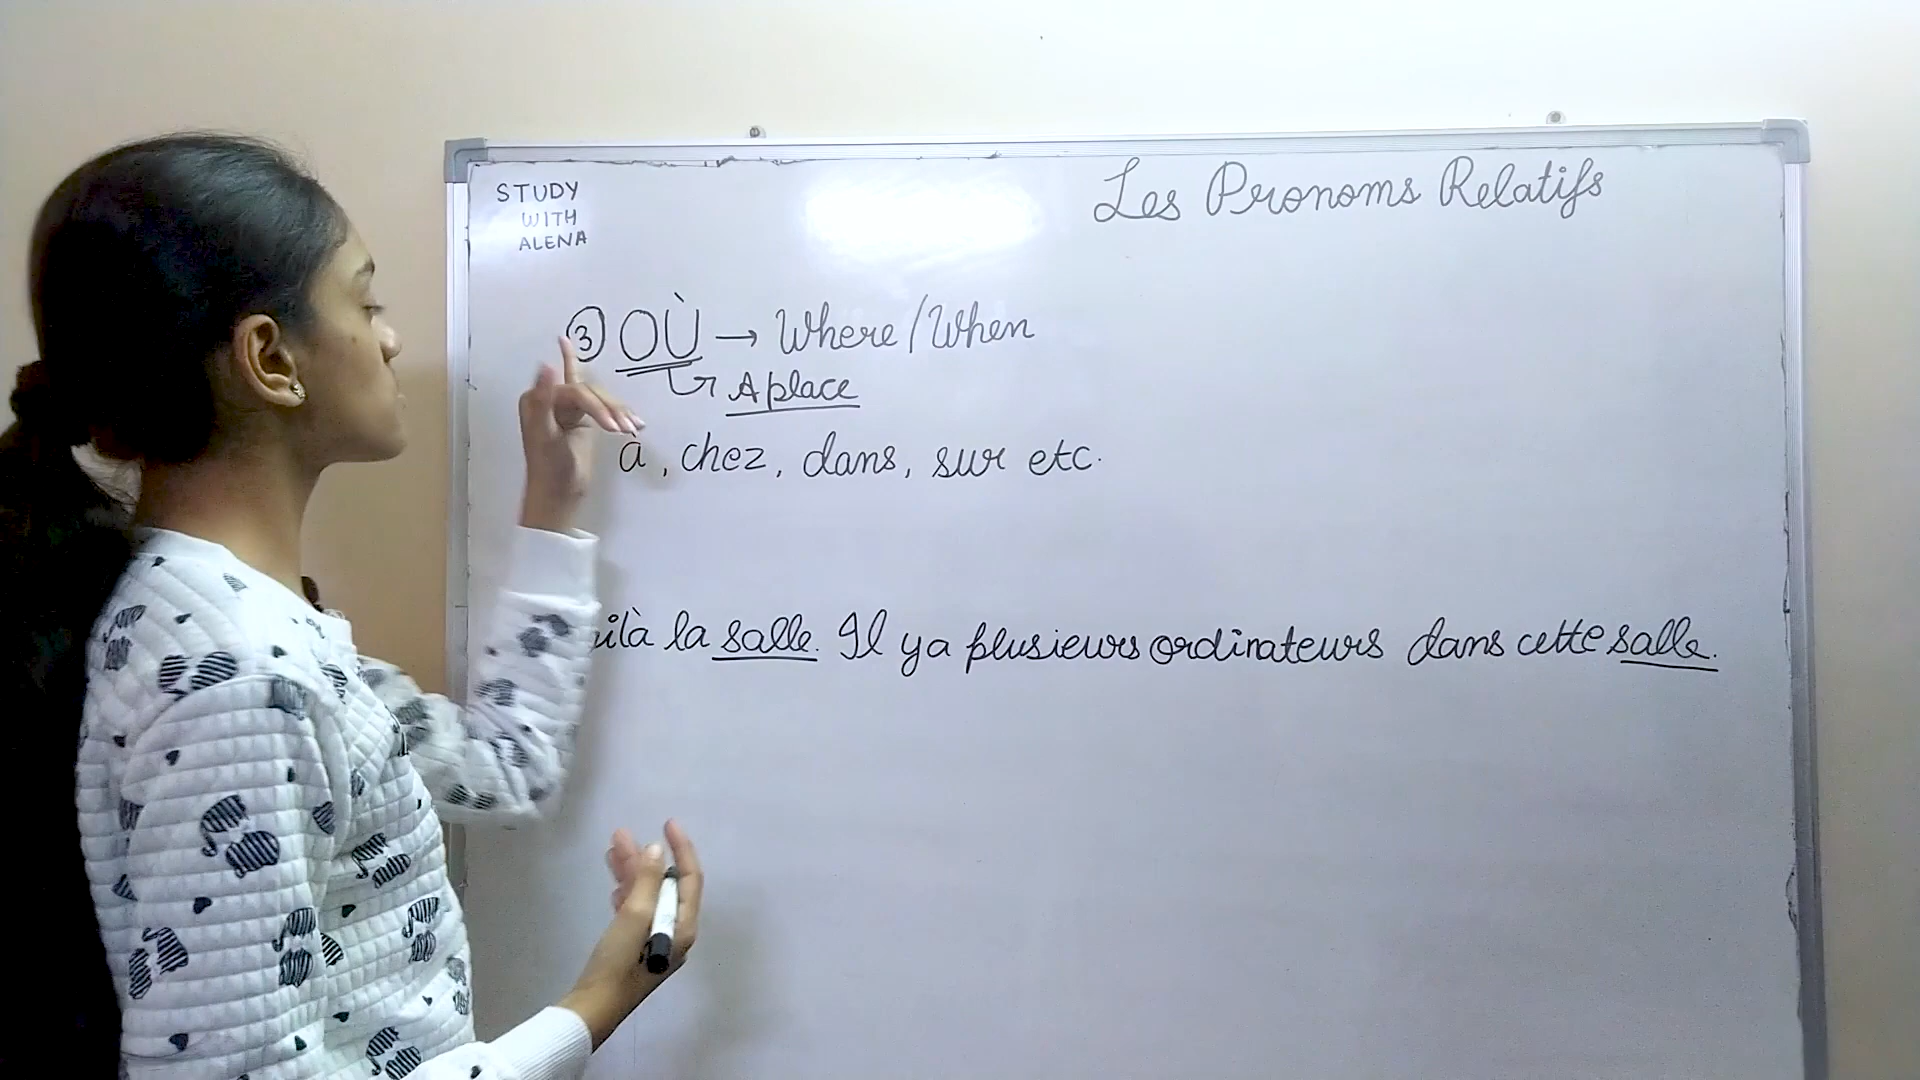 STUDY
WITH
ALENA
Les Pronoms Relatifs
③ OÙ → Where / When
↳ A place
à, chez, dans, sur etc.
ilà la salle. Il y a plusieurs ordinateurs dans cette salle.